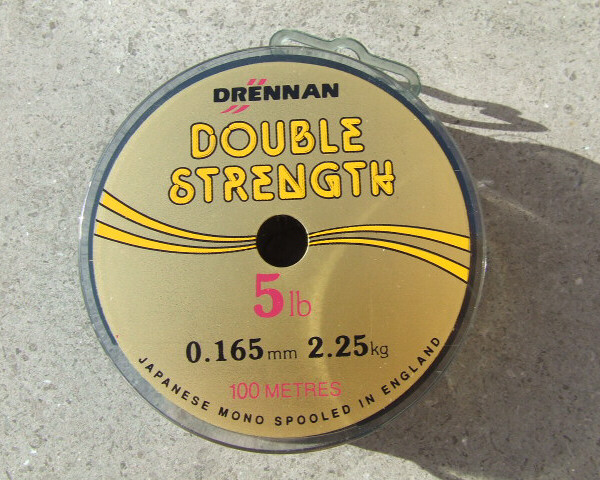 DRENNAN
DOUBLE
STRENGTH
5lb
0.165mm 2.25kg
100 METRES
JAPANESE MONO SPOOLED IN ENGLAND